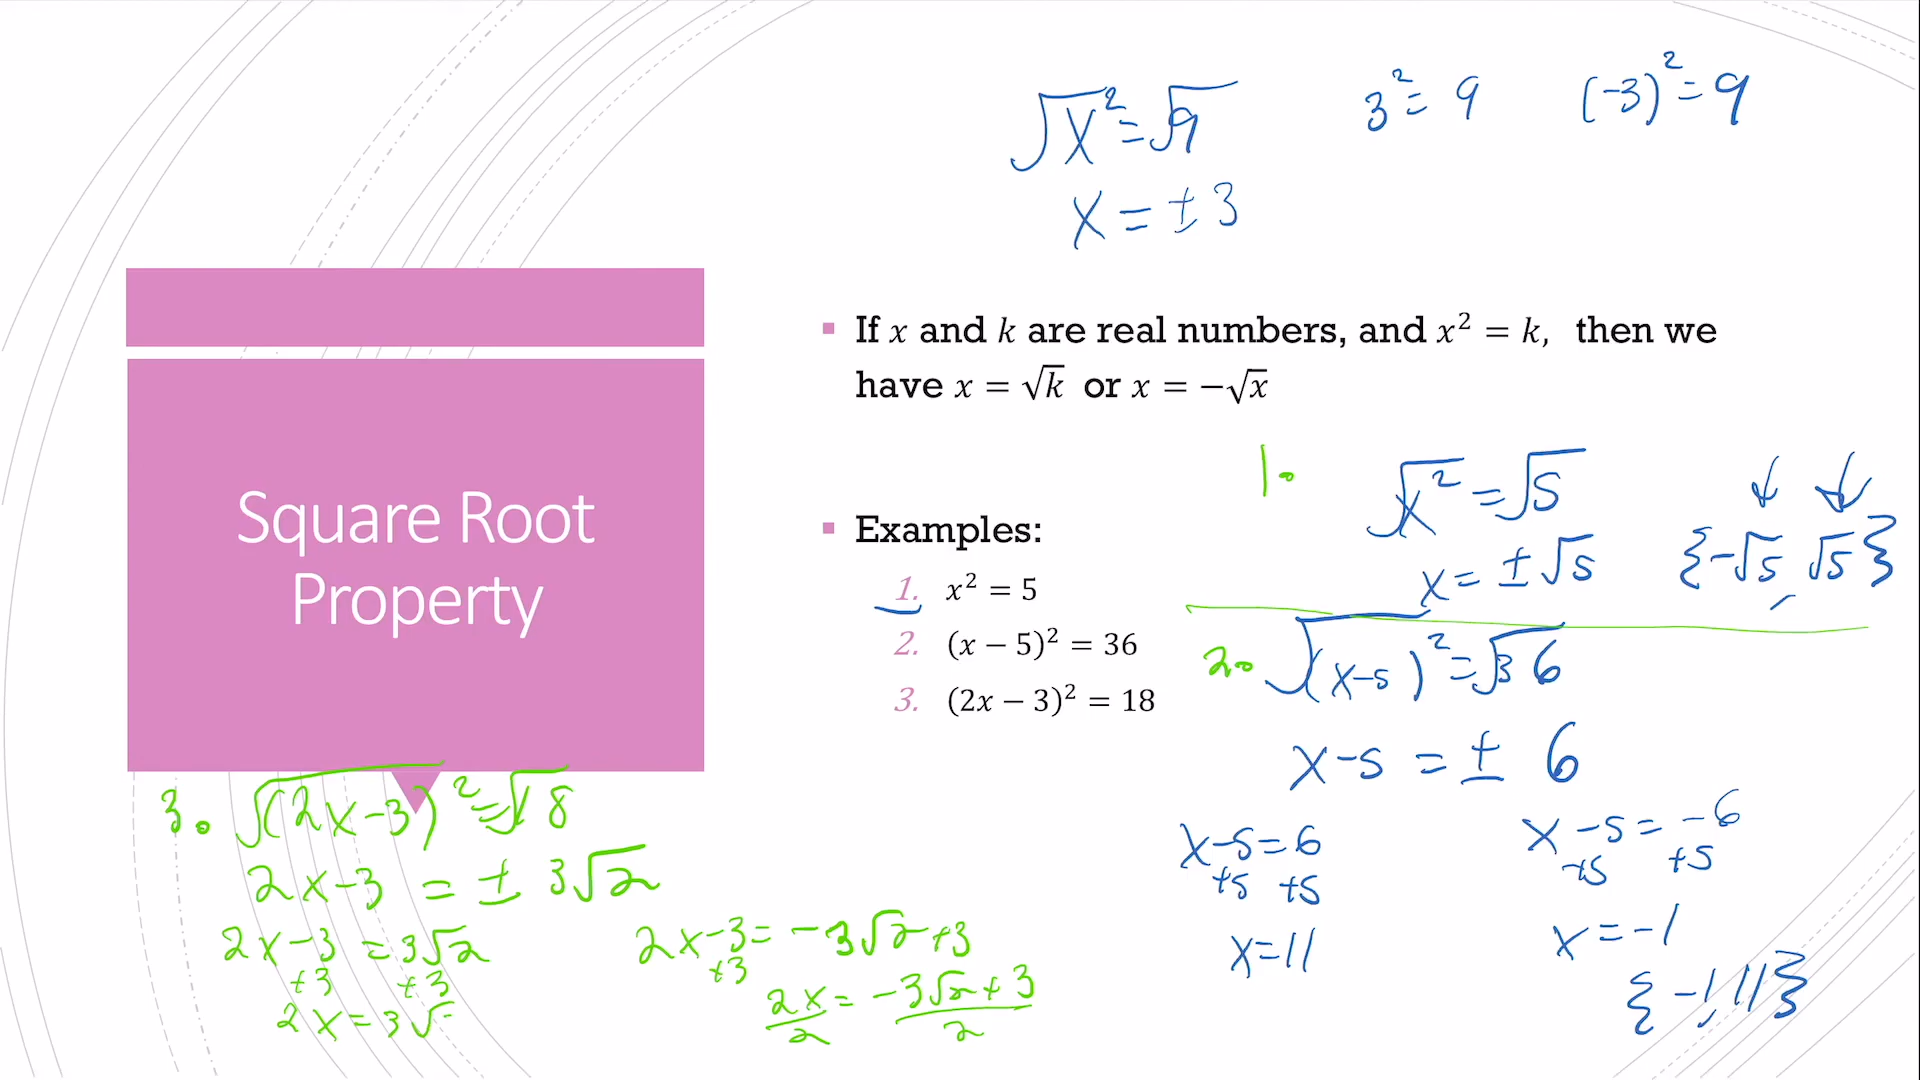 √x² = √9
3² = 9
(-3)² = 9
x = ± 3
Square Root
Property
▪ If x and k are real numbers, and x² = k, then we
have x = √k or x = −√x
▪ Examples:
1. x² = 5
2. (x − 5)² = 36
3. (2x − 3)² = 18
1.
√x² = √5
x = ± √5
{-√5, √5}
2. √(x-5)² = √36
x-5 = ± 6
x-5 = 6
+5 +5
x = 11
x-5 = -6
+5 +5
x = -1
{-1, 11}
3. √(2x-3)² = √18
2x-3 = ± 3√2
2x-3 = 3√2
+3 +3
2x = 3√
2x-3 = -3√2 +3
+3
2x = -3√2 + 3
2 2